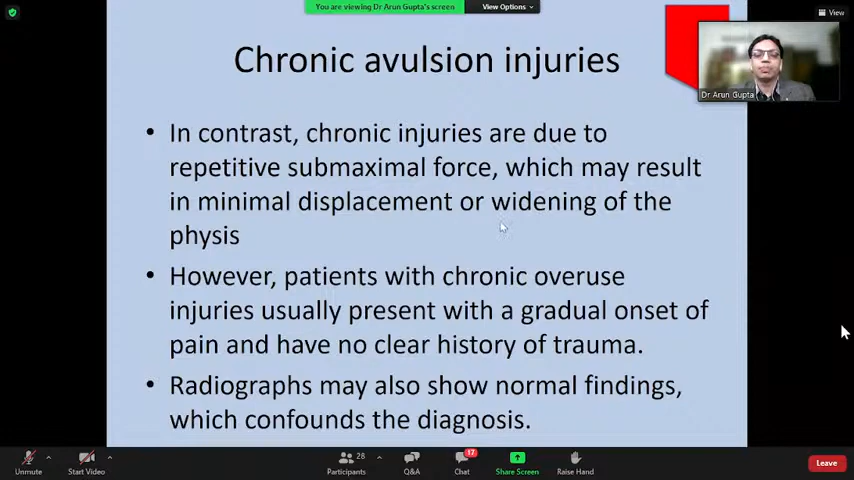 You are viewing Dr Arun Gupta's screen
View Options
View
Chronic avulsion injuries
Dr Arun Gupta
• In contrast, chronic injuries are due to
repetitive submaximal force, which may result
in minimal displacement or widening of the
physis
• However, patients with chronic overuse
injuries usually present with a gradual onset of
pain and have no clear history of trauma.
• Radiographs may also show normal findings,
which confounds the diagnosis.
28
17
Unmute
Start Video
Participants
Q&A
Chat
Share Screen
Raise Hand
Leave